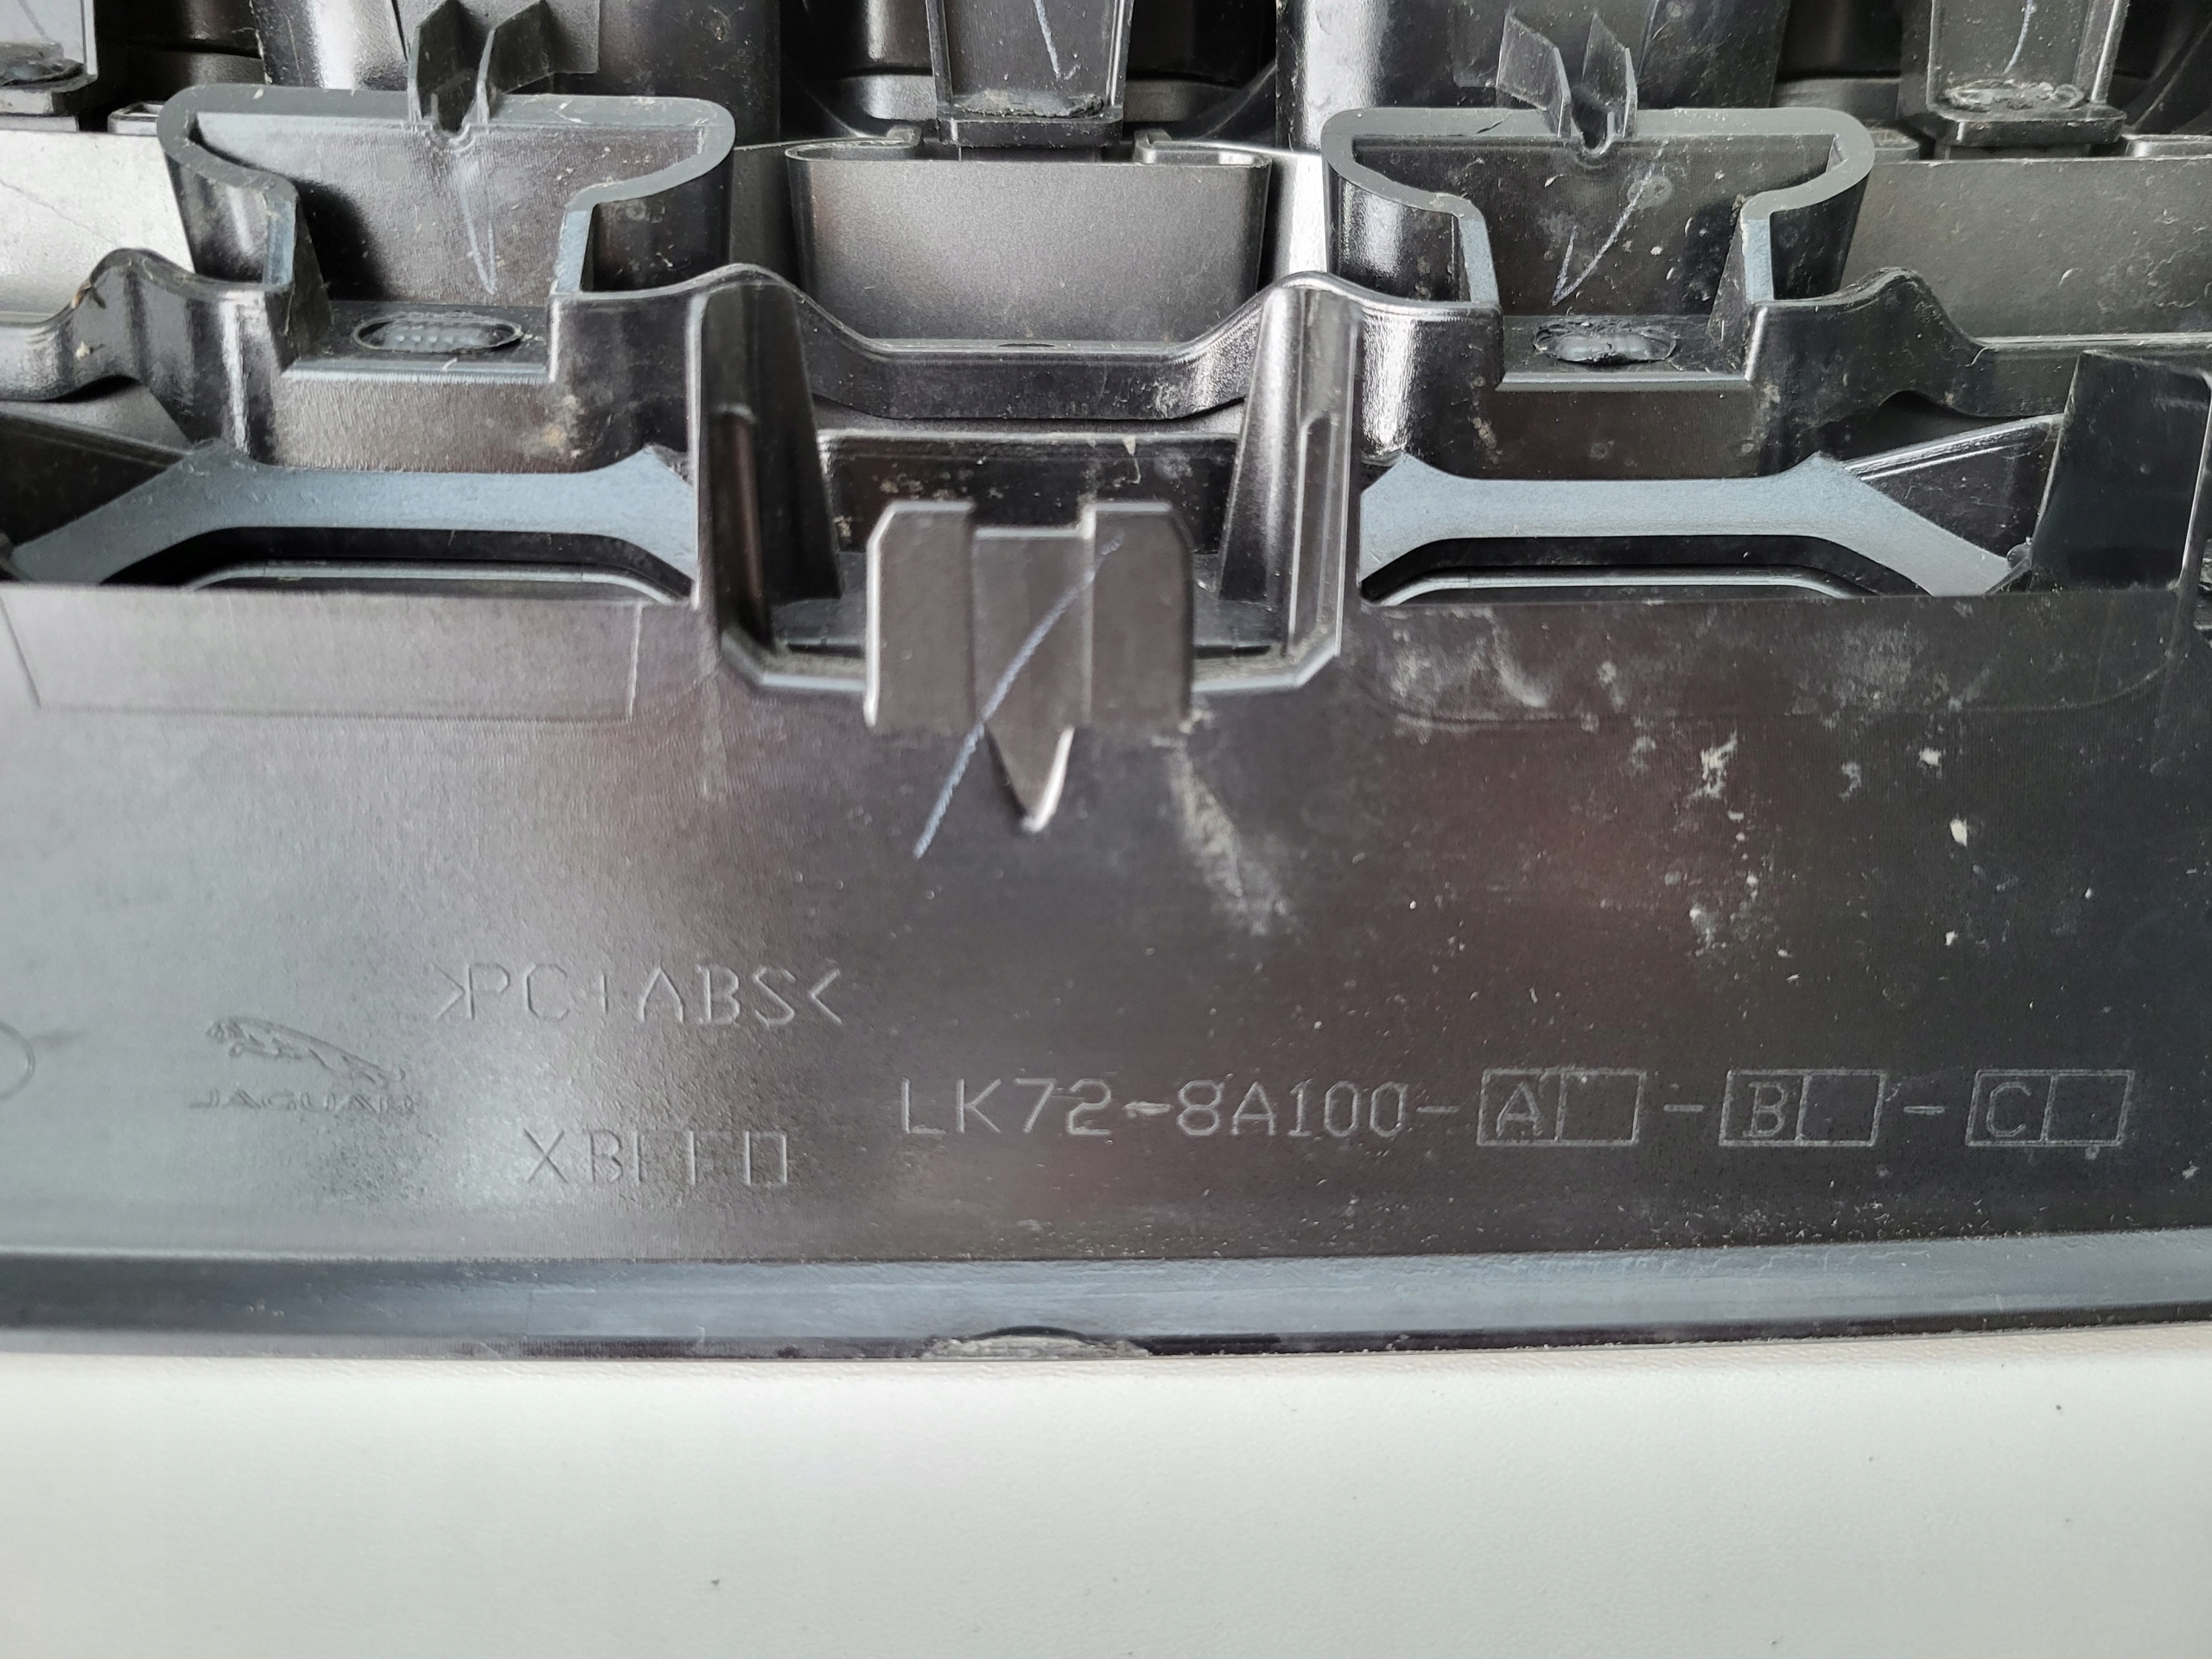 >PC+ABS<
JAGUAR
LK72-8A100-A -B -C